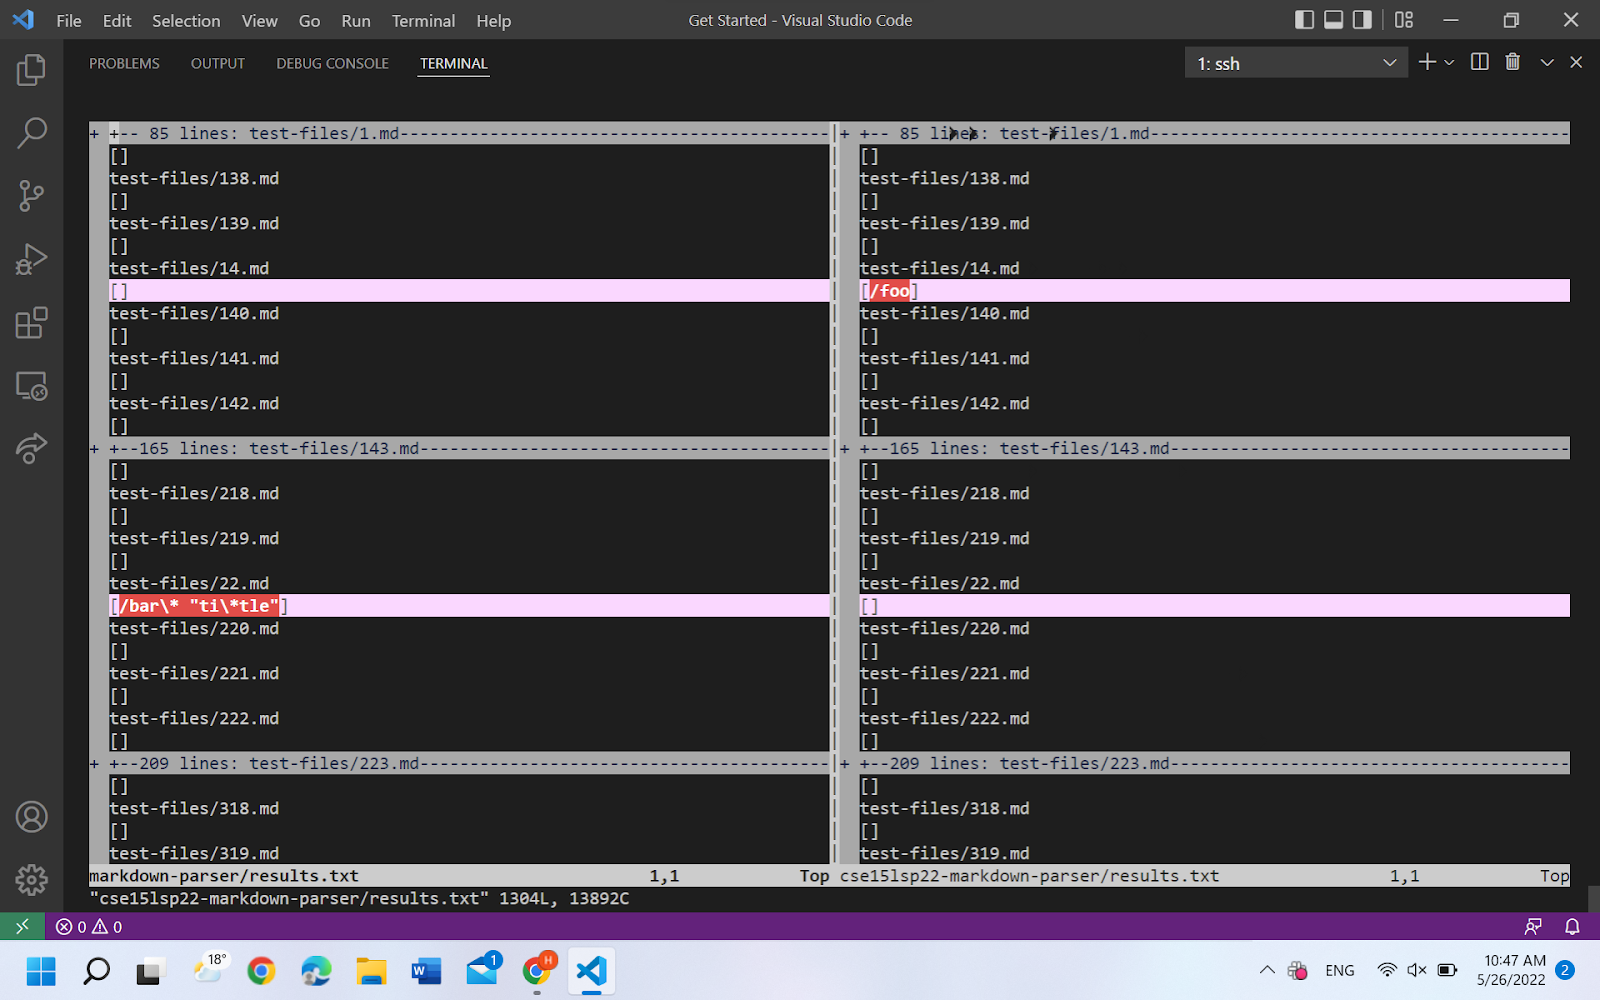 File Edit Selection View Go Run Terminal Help Get Started - Visual Studio Code
PROBLEMS OUTPUT DEBUG CONSOLE TERMINAL 1: ssh
+ +-- 85 lines: test-files/1.md------------------------------------------- | + +-- 85 lines: test-files/1.md------------------------------------------
[] | []
test-files/138.md | test-files/138.md
[] | []
test-files/139.md | test-files/139.md
[] | []
test-files/14.md | test-files/14.md
[] | [/foo]
test-files/140.md | test-files/140.md
[] | []
test-files/141.md | test-files/141.md
[] | []
test-files/142.md | test-files/142.md
[] | []
+ +--165 lines: test-files/143.md----------------------------------------- | + +--165 lines: test-files/143.md----------------------------------------
[] | []
test-files/218.md | test-files/218.md
[] | []
test-files/219.md | test-files/219.md
[] | []
test-files/22.md | test-files/22.md
[/bar\* "ti\*tle"] | []
test-files/220.md | test-files/220.md
[] | []
test-files/221.md | test-files/221.md
[] | []
test-files/222.md | test-files/222.md
[] | []
+ +--209 lines: test-files/223.md----------------------------------------- | + +--209 lines: test-files/223.md----------------------------------------
[] | []
test-files/318.md | test-files/318.md
[] | []
test-files/319.md | test-files/319.md
markdown-parser/results.txt 1,1 Top cse15lsp22-markdown-parser/results.txt 1,1 Top
"cse15lsp22-markdown-parser/results.txt" 1304L, 13892C
0 0
18° W 1 H ENG 10:47 AM
5/26/2022 2